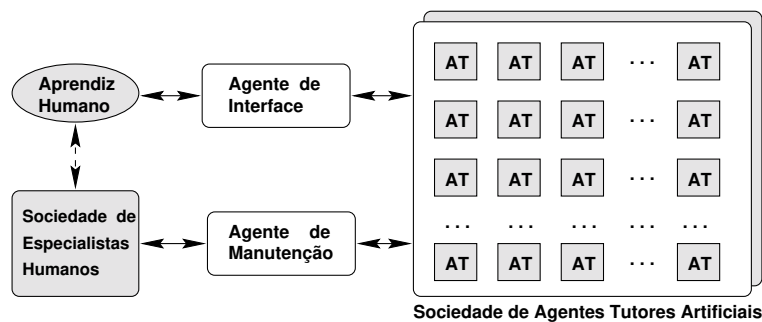 Aprendiz
Humano
Agente de
Interface
Sociedade de
Especialistas
Humanos
Agente de
Manutenção
AT AT AT ... AT
AT AT AT ... AT
AT AT AT ... AT
... ... ... ... ...
AT AT AT ... AT
Sociedade de Agentes Tutores Artificiais